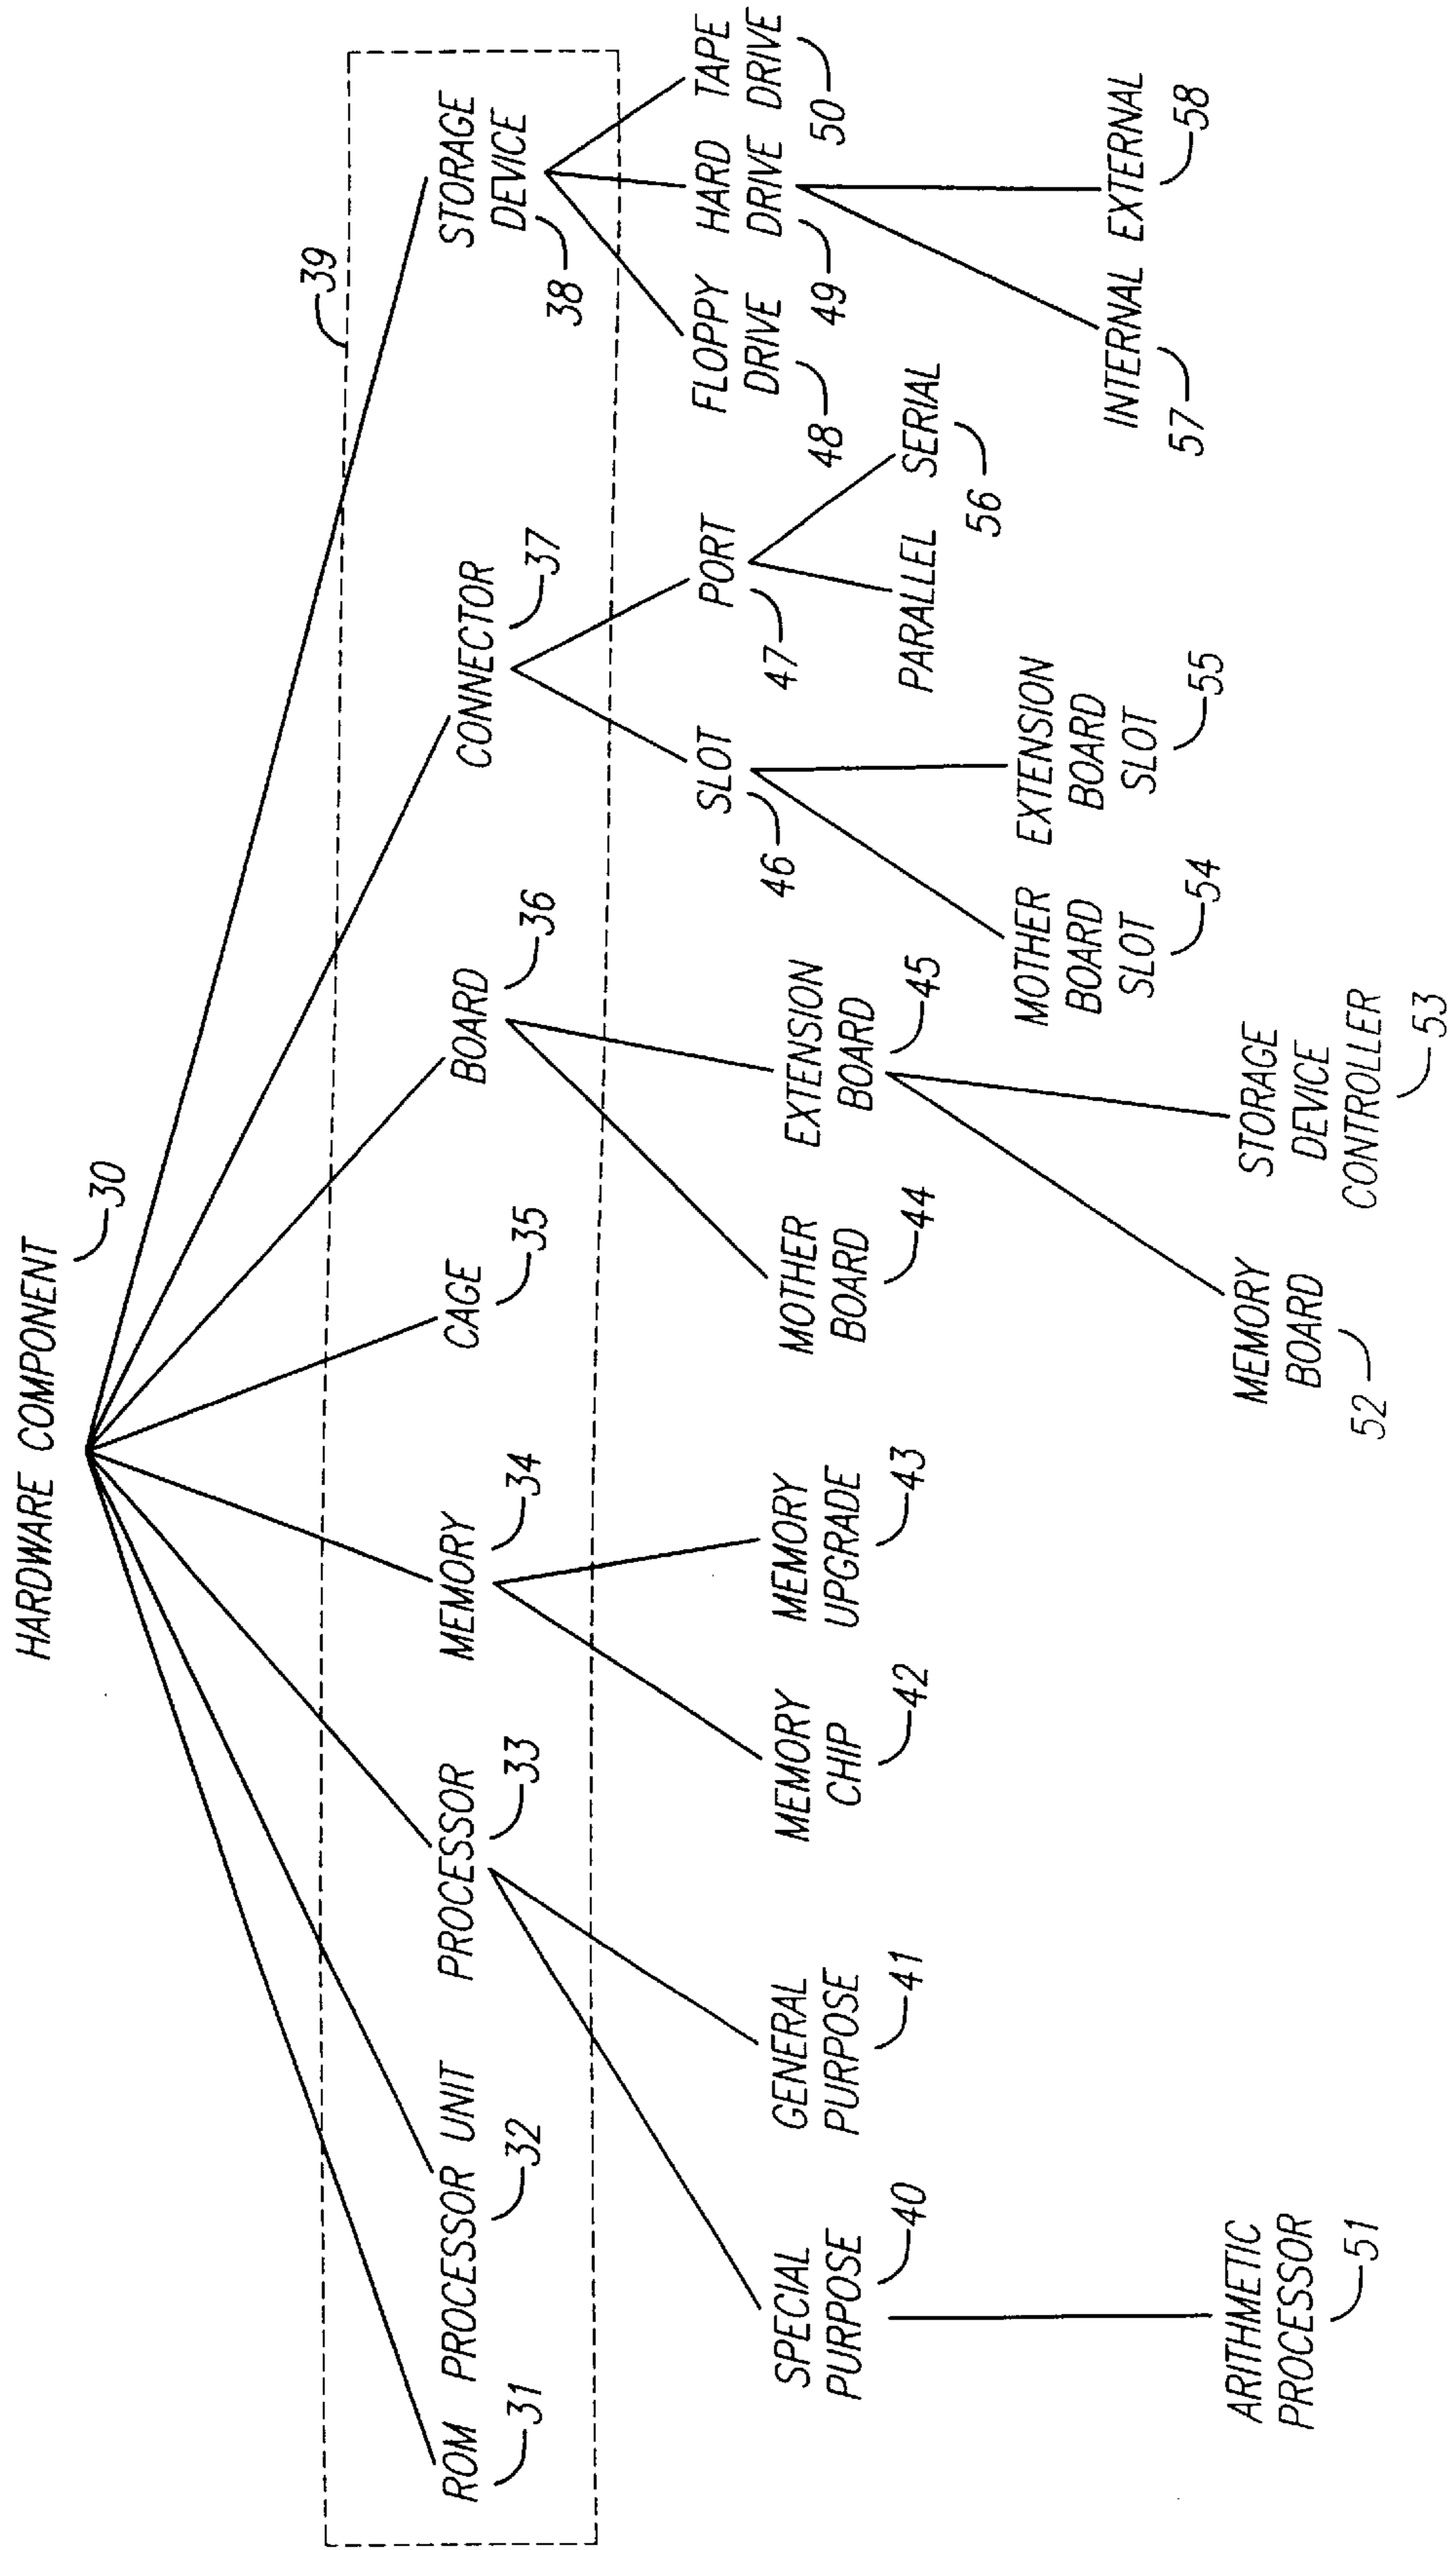 HARDWARE COMPONENT
30
39
ROM
31
PROCESSOR UNIT
32
PROCESSOR
33
MEMORY
34
CAGE
35
BOARD
36
CONNECTOR
37
STORAGE
DEVICE
38
SPECIAL
PURPOSE
40
GENERAL
PURPOSE
41
MEMORY
CHIP
42
MEMORY
UPGRADE
43
MOTHER
BOARD
44
EXTENSION
BOARD
45
SLOT
46
PORT
47
FLOPPY
DRIVE
48
HARD
DRIVE
49
TAPE
DRIVE
50
ARITHMETIC
PROCESSOR
51
MEMORY
BOARD
52
STORAGE
DEVICE
CONTROLLER
53
MOTHER
BOARD
SLOT
54
EXTENSION
BOARD
SLOT
55
PARALLEL
SERIAL
56
INTERNAL
57
EXTERNAL
58